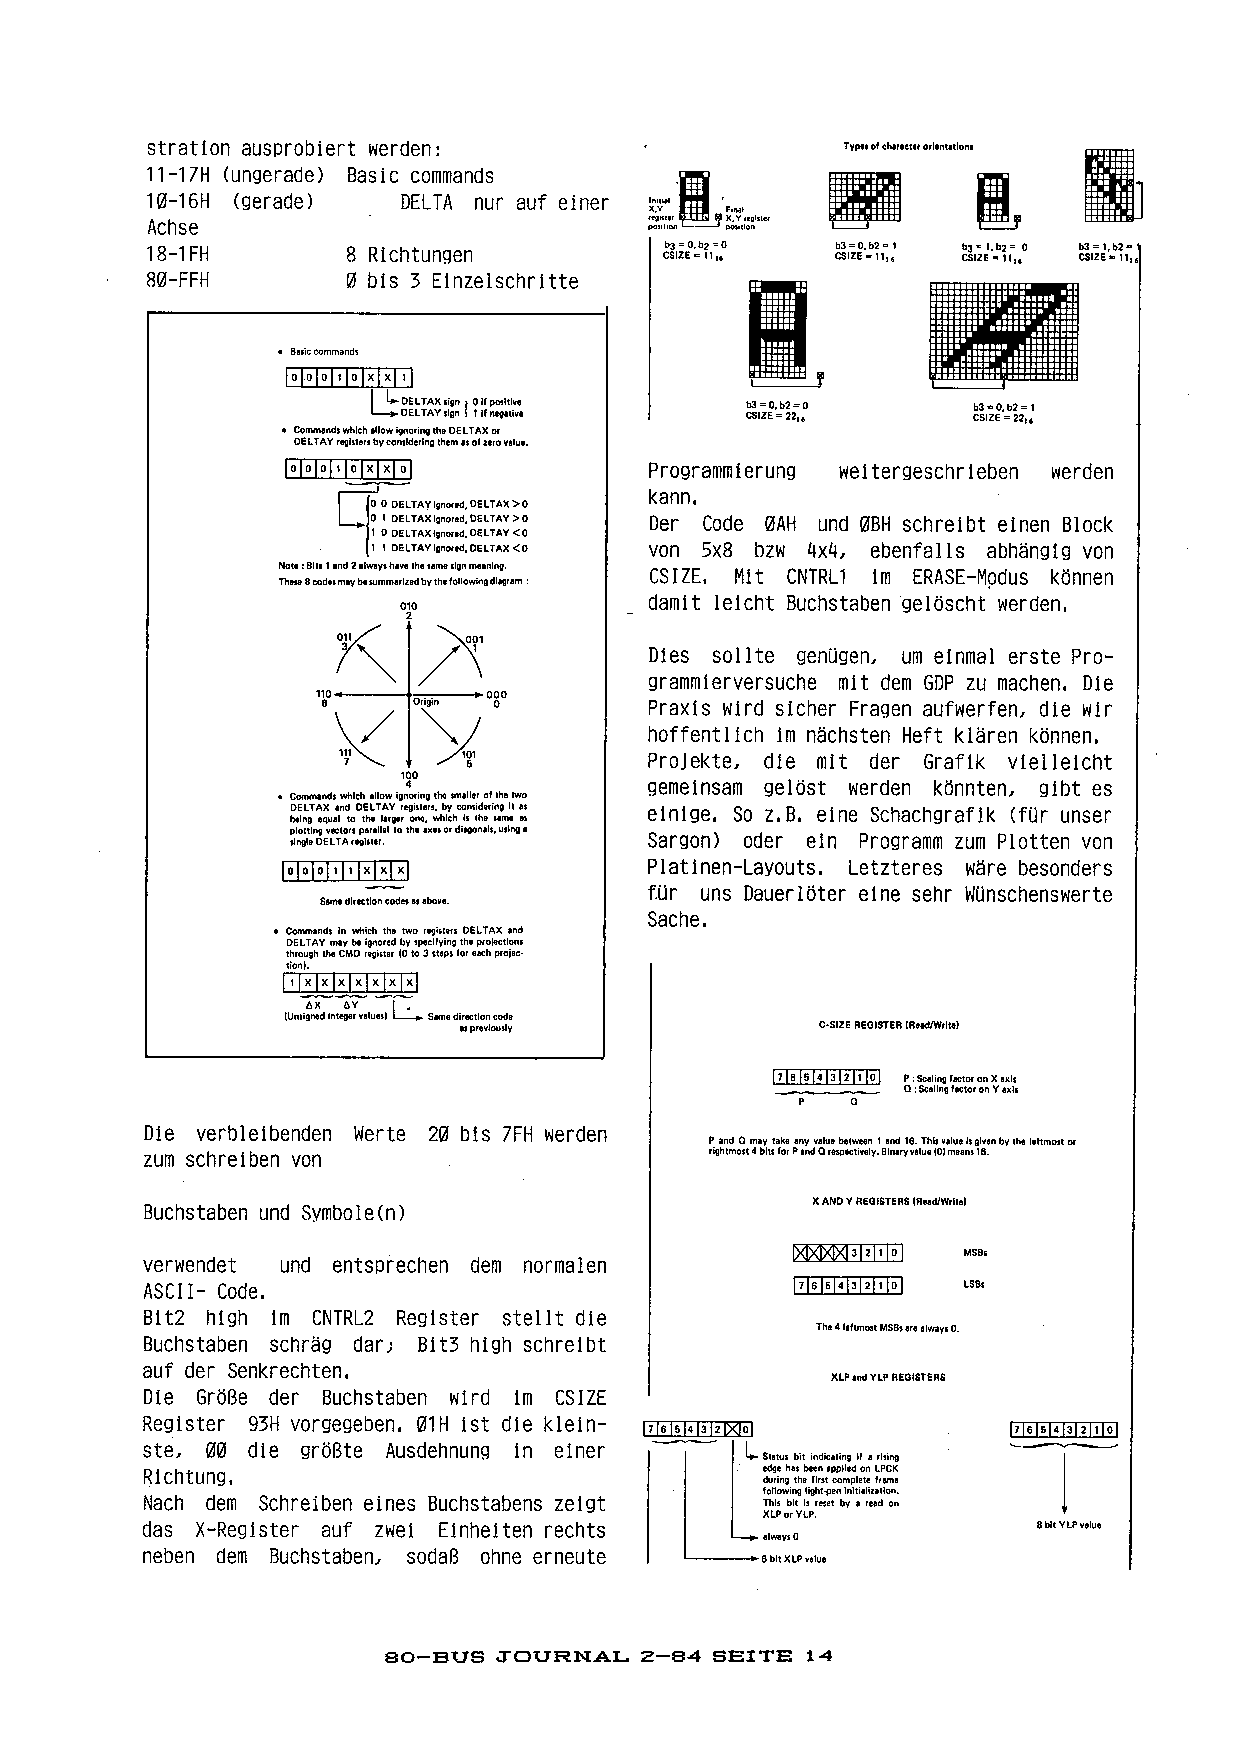 stration ausprobiert werden:
11-17H (ungerade) Basic commands
10-16H (gerade) DELTA nur auf einer
Achse
18-1FH 8 Richtungen
80-FFH 0 bis 3 Einzelschritte
• Basic commands
0 0 0 1 0 X X 1
DELTAX sign } 0 if positive
DELTAY sign } 1 if negative
• Commands which allow ignoring the DELTAX or
DELTAY registers by considering them as of zero value.
0 0 0 1 0 X X 0
0 0 DELTAY ignored, DELTAX > 0
0 1 DELTAX ignored, DELTAY > 0
1 0 DELTAX ignored, DELTAY < 0
1 1 DELTAY ignored, DELTAX < 0
Note : Bits 1 and 2 always have the same sign meaning.
These 8 codes may be summarized by the following diagram :
010
2
011
3
001
1
110
6
Origin
000
0
111
7
101
5
100
4
• Commands which allow ignoring the smaller of the two
DELTAX and DELTAY registers, by considering it as
being equal to the larger one, which is the same as
plotting vectors parallel to the axes or diagonals, using a
single DELTA register.
0 0 0 1 1 X X X
Same direction codes as above.
• Commands in which the two registers DELTAX and
DELTAY may be ignored by specifying the projections
through the CMD register (0 to 3 steps for each projec-
tion).
1 X X X X X X X
ΔX ΔY
(Unsigned integer values) Same direction code
as previously
Die verbleibenden Werte 20 bis 7FH werden
zum schreiben von
Buchstaben und Symbole(n)
verwendet und entsprechen dem normalen
ASCII- Code.
Bit2 high im CNTRL2 Register stellt die
Buchstaben schräg dar; Bit3 high schreibt
auf der Senkrechten.
Die Größe der Buchstaben wird im CSIZE
Register 93H vorgegeben. 01H ist die klein-
ste, 00 die größte Ausdehnung in einer
Richtung.
Nach dem Schreiben eines Buchstabens zeigt
das X-Register auf zwei Einheiten rechts
neben dem Buchstaben, sodaß ohne erneute
Types of character orientations
Initial
X,Y
register
position
Final
X,Y register
position
b3 = 0, b2 = 0
CSIZE = 11₁₆
b3 = 0, b2 = 1
CSIZE = 11₁₆
b3 = 1, b2 = 0
CSIZE = 11₁₆
b3 = 1, b2 = 1
CSIZE = 11₁₆
b3 = 0, b2 = 0
CSIZE = 22₁₆
b3 = 0, b2 = 1
CSIZE = 22₁₆
Programmierung weitergeschrieben werden
kann.
Der Code 0AH und 0BH schreibt einen Block
von 5x8 bzw 4x4, ebenfalls abhängig von
CSIZE. Mit CNTRL1 im ERASE-Modus können
damit leicht Buchstaben gelöscht werden.
Dies sollte genügen, um einmal erste Pro-
grammierversuche mit dem GDP zu machen. Die
Praxis wird sicher Fragen aufwerfen, die wir
hoffentlich im nächsten Heft klären können.
Projekte, die mit der Grafik vielleicht
gemeinsam gelöst werden könnten, gibt es
einige. So z.B. eine Schachgrafik (für unser
Sargon) oder ein Programm zum Plotten von
Platinen-Layouts. Letzteres wäre besonders
für uns Dauerlöter eine sehr Wünschenswerte
Sache.
C-SIZE REGISTER (Read/Write)
7 6 5 4 3 2 1 0
P Q
P : Scaling factor on X axis
Q : Scaling factor on Y axis
P and Q may take any value between 1 and 16. This value is given by the leftmost or
rightmost 4 bits for P and Q respectively. Binary value (0) means 16.
X AND Y REGISTERS (Read/Write)
3 2 1 0 MSBs
7 6 5 4 3 2 1 0 LSBs
The 4 leftmost MSBs are always 0.
XLP and YLP REGISTERS
7 6 5 4 3 2 X 0
Status bit indicating if a rising
edge has been applied on LPCK
during the first complete frame
following light-pen initialization.
This bit is reset by a read on
XLP or YLP.
always 0
6 bit XLP value
7 6 5 4 3 2 1 0
8 bit YLP value
80-BUS JOURNAL 2-84 SEITE 14